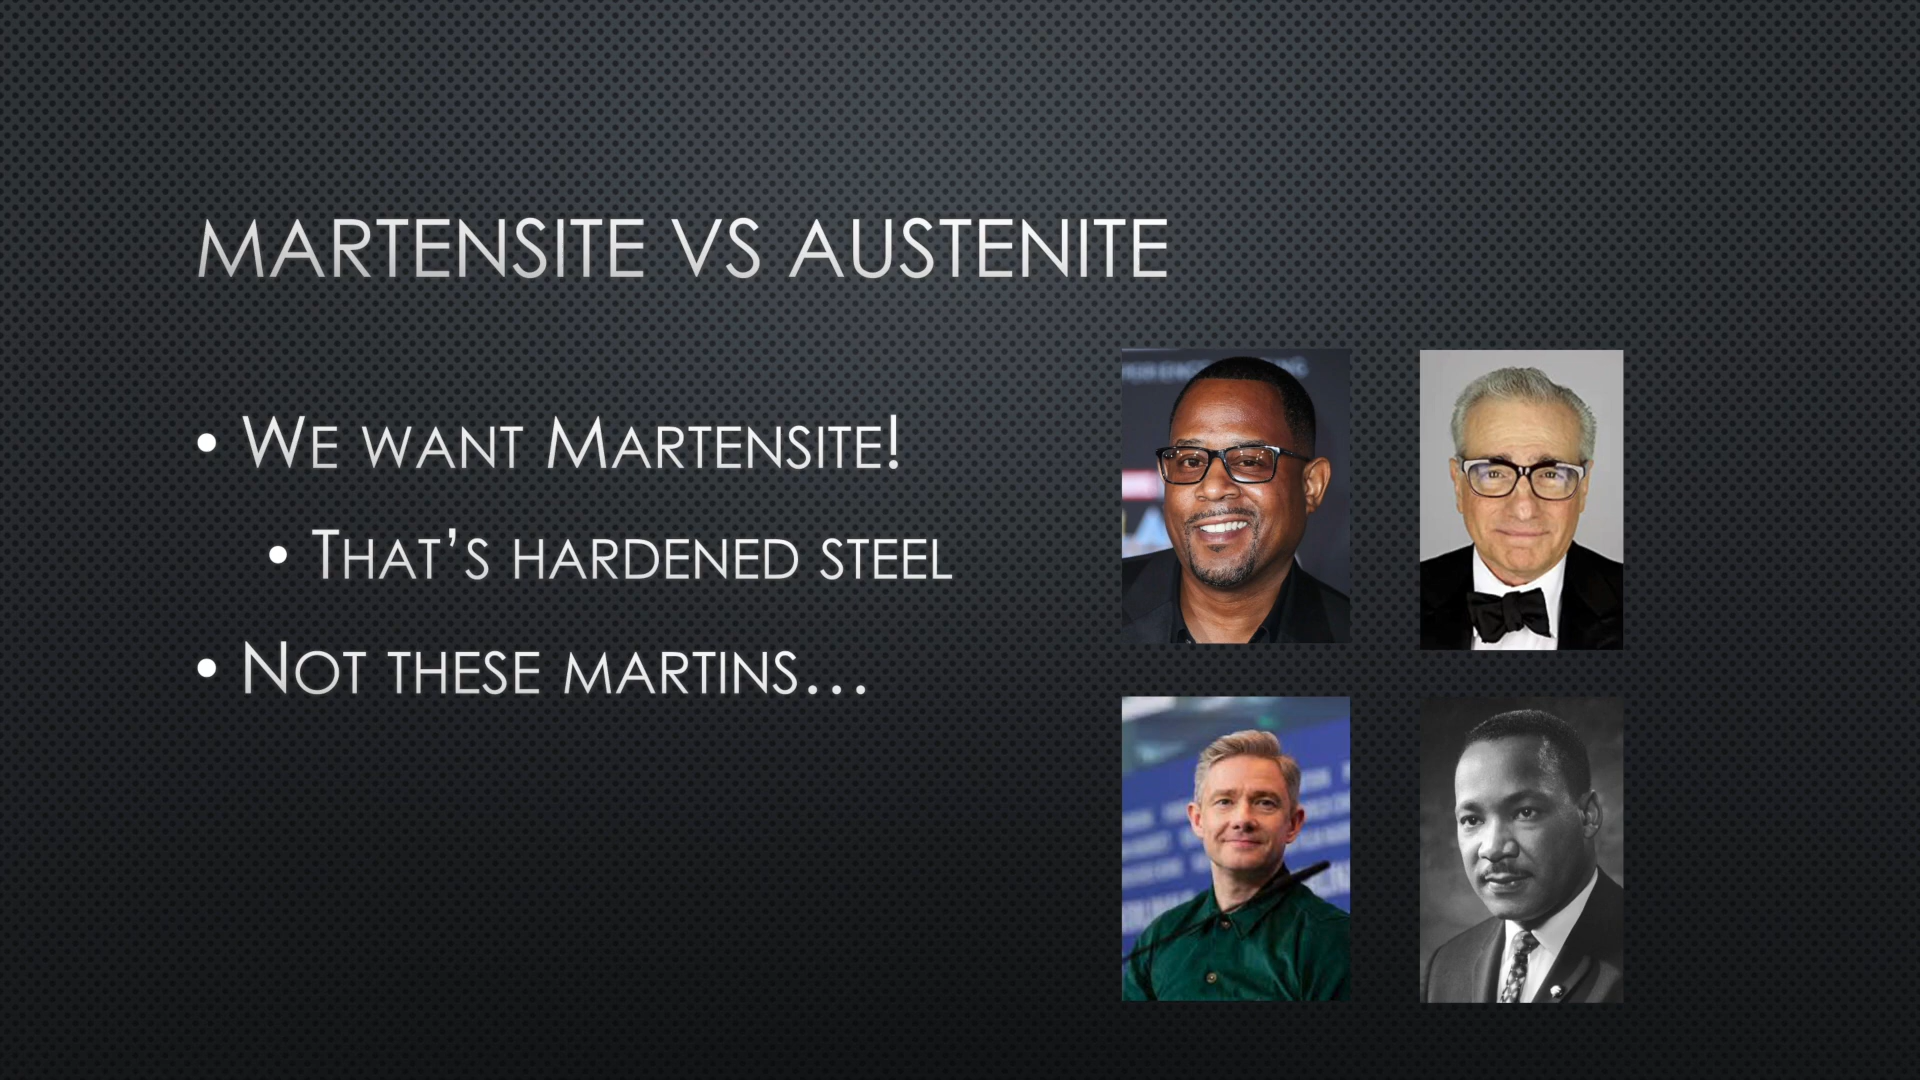 MARTENSITE VS AUSTENITE
• WE WANT MARTENSITE!
• THAT'S HARDENED STEEL
• NOT THESE MARTINS...